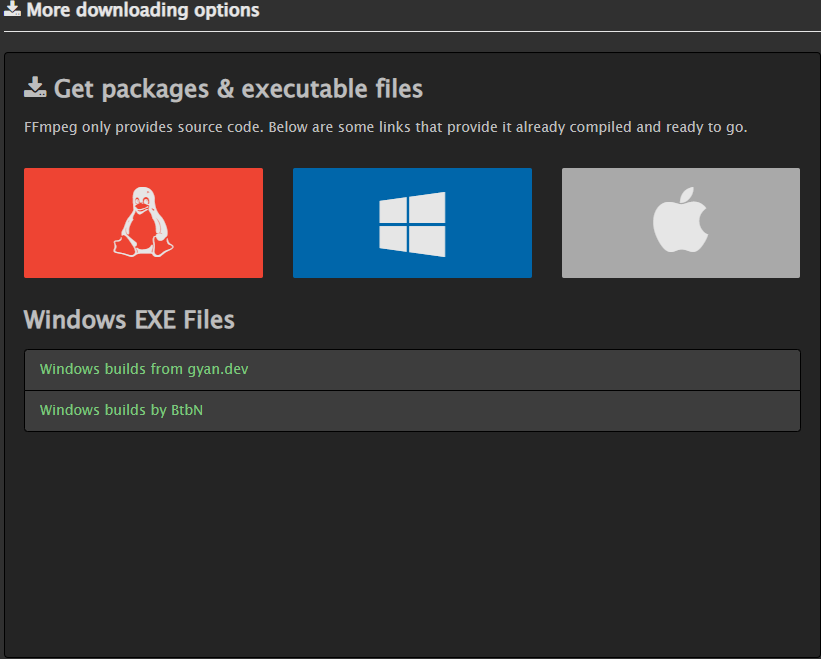 More downloading options
Get packages & executable files
FFmpeg only provides source code. Below are some links that provide it already compiled and ready to go.
Windows EXE Files
Windows builds from gyan.dev
Windows builds by BtbN